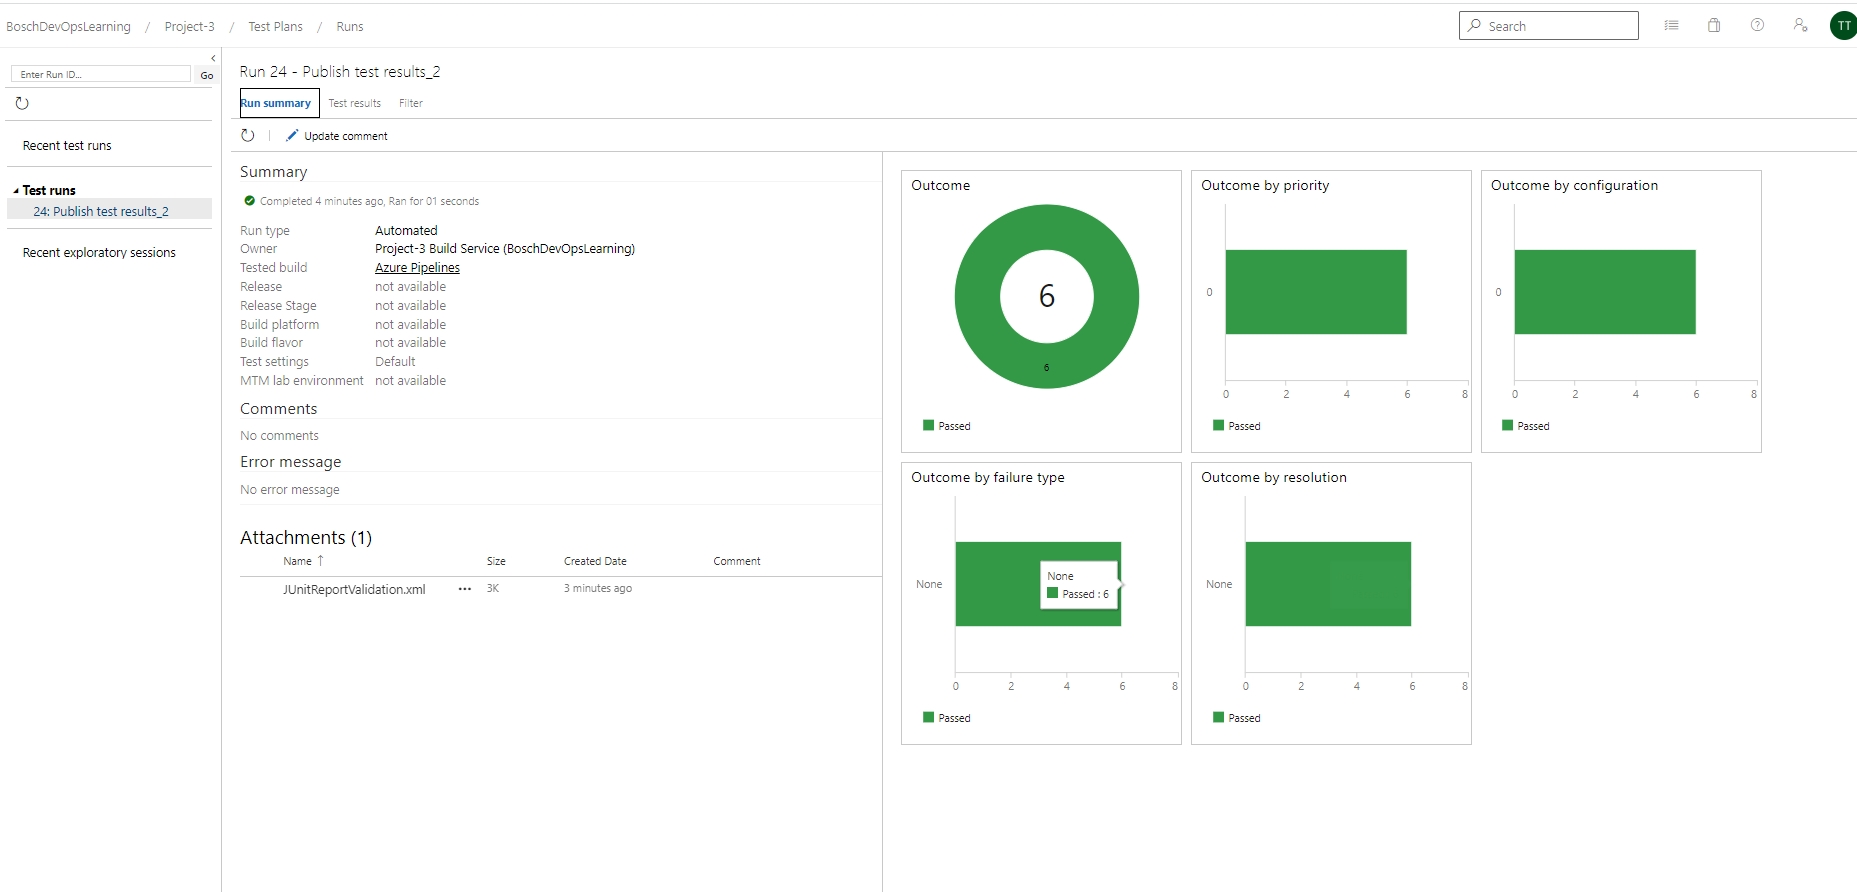 BoschDevOpsLearning / Project-3 / Test Plans / Runs
Search
TT
Enter Run ID...
Go
Recent test runs
Test runs
24: Publish test results_2
Recent exploratory sessions
Run 24 - Publish test results_2
Run summary Test results Filter
Update comment
Summary
Completed 4 minutes ago, Ran for 01 seconds
Run type Automated
Owner Project-3 Build Service (BoschDevOpsLearning)
Tested build Azure Pipelines
Release not available
Release Stage not available
Build platform not available
Build flavor not available
Test settings Default
MTM lab environment not available
Comments
No comments
Error message
No error message
Attachments (1)
Name ↑ Size Created Date Comment
JUnitReportValidation.xml ••• 3K 3 minutes ago
Outcome
6
6
Passed
Outcome by priority
0
0 2 4 6 8
Passed
Outcome by configuration
0
0 2 4 6 8
Passed
Outcome by failure type
None
None
Passed : 6
0 2 4 6 8
Passed
Outcome by resolution
None
0 2 4 6 8
Passed